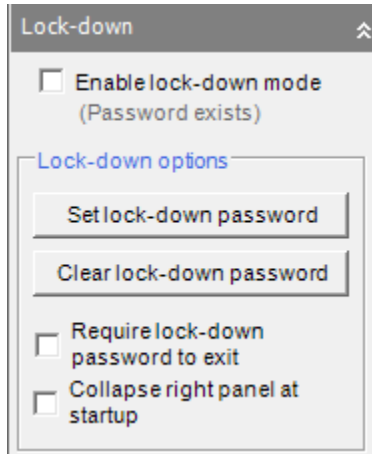 Lock-down
Enable lock-down mode
(Password exists)
Lock-down options
Set lock-down password
Clear lock-down password
Require lock-down
password to exit
Collapse right panel at
startup